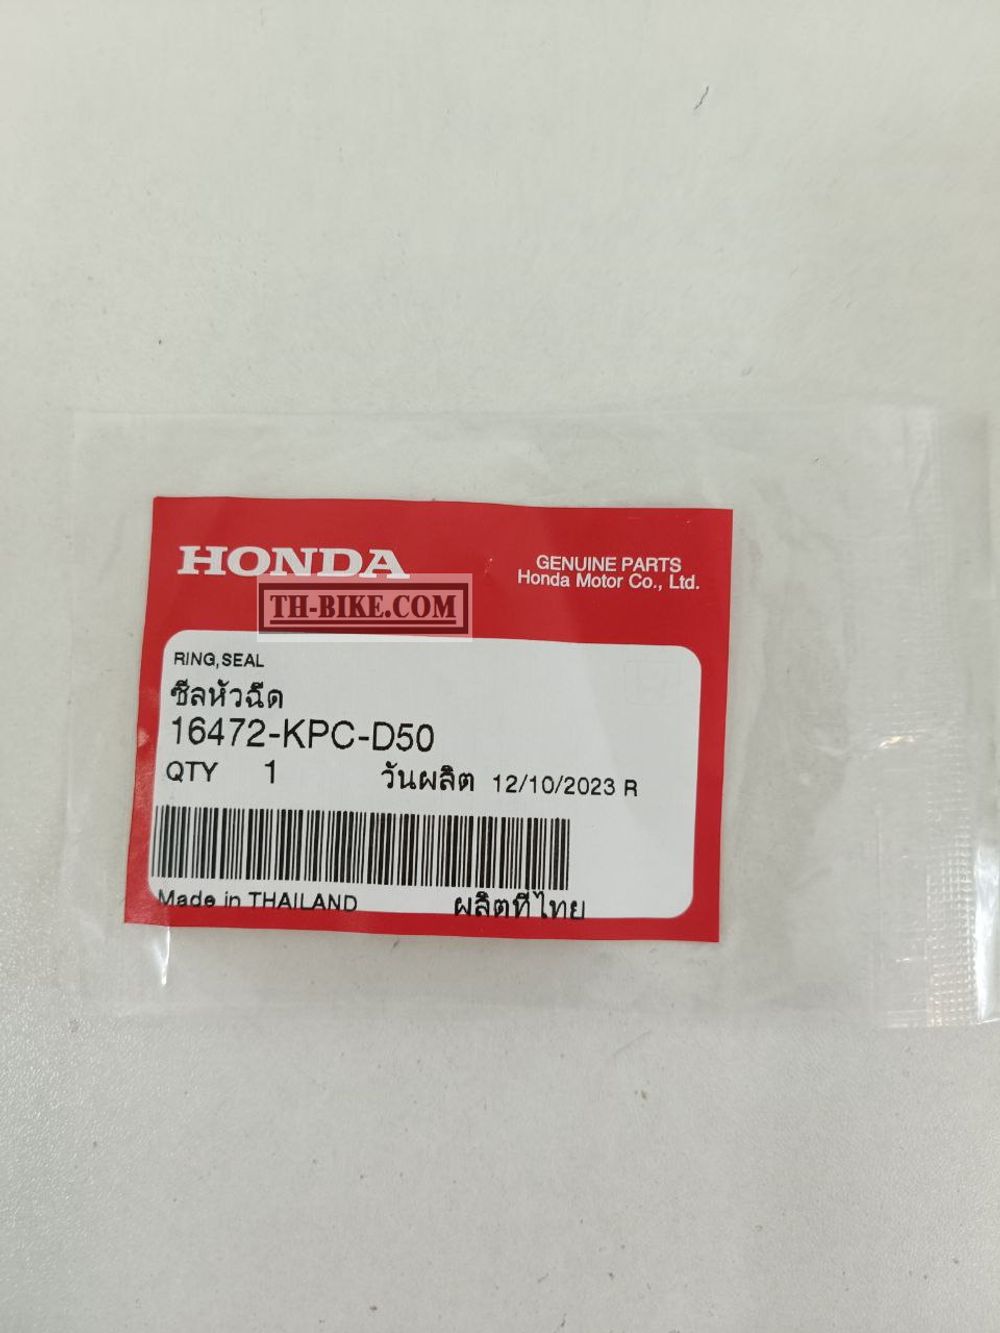 HONDA
GENUINE PARTS
Honda Motor Co., Ltd.
TH-BIKE.COM
RING,SEAL
ซีลหัวฉีด
16472-KPC-D50
QTY 1 วันผลิต 12/10/2023 R
Made in THAILAND ผลิตที่ไทย